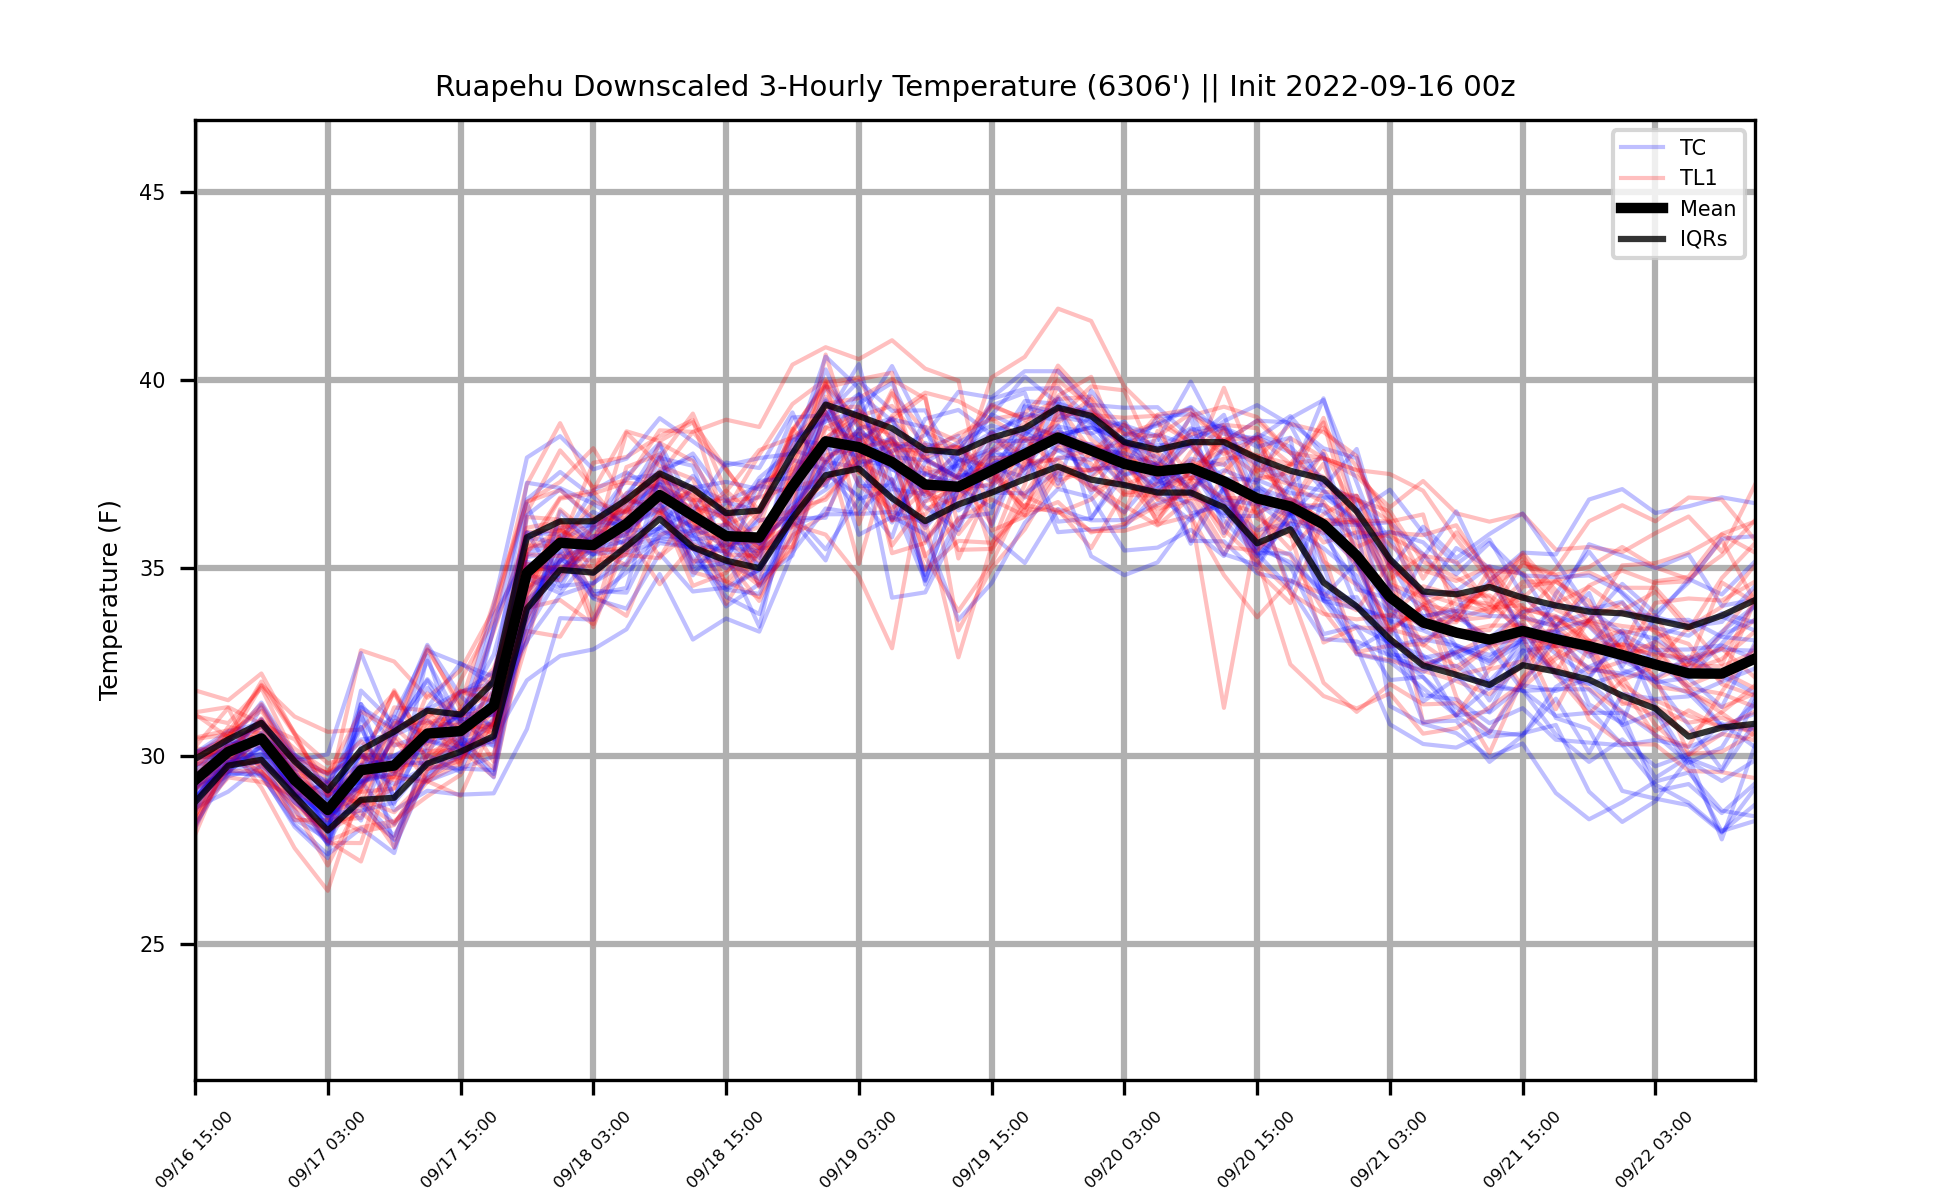 Ruapehu Downscaled 3-Hourly Temperature (6306') || Init 2022-09-16 00z
TC
TL1
Mean
IQRs
Temperature (F)
45
40
35
30
25
09/16 15:00
09/17 03:00
09/17 15:00
09/18 03:00
09/18 15:00
09/19 03:00
09/19 15:00
09/20 03:00
09/20 15:00
09/21 03:00
09/21 15:00
09/22 03:00